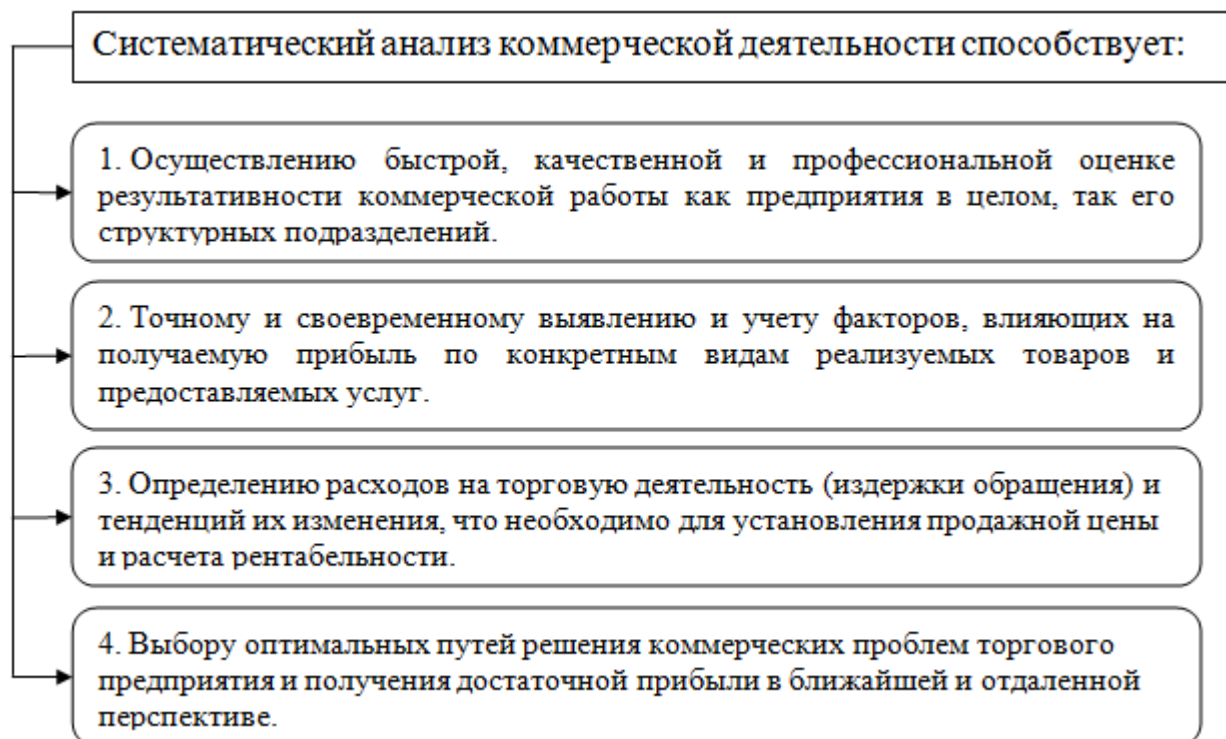 Систематический анализ коммерческой деятельности способствует:
1. Осуществлению быстрой, качественной и профессиональной оценке
результативности коммерческой работы как предприятия в целом, так его
структурных подразделений.
2. Точному и своевременному выявлению и учету факторов, влияющих на
получаемую прибыль по конкретным видам реализуемых товаров и
предоставляемых услуг.
3. Определению расходов на торговую деятельность (издержки обращения) и
тенденций их изменения, что необходимо для установления продажной цены
и расчета рентабельности.
4. Выбору оптимальных путей решения коммерческих проблем торгового
предприятия и получения достаточной прибыли в ближайшей и отдаленной
перспективе.